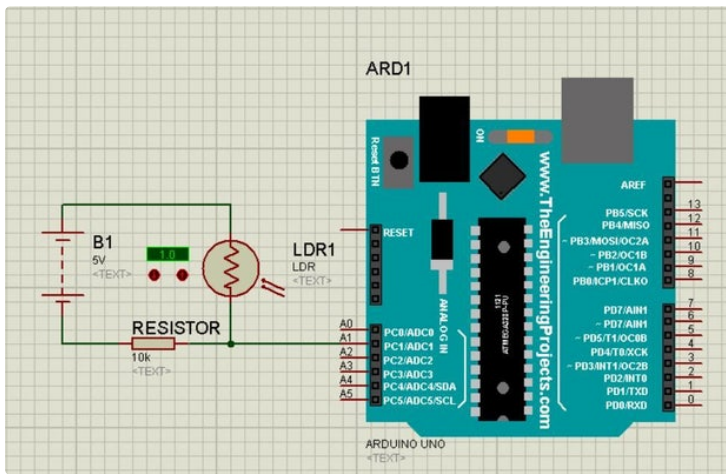 ARD1
Reset BTN
ON
www.TheEngineeringProjects.com
B1
5V
<TEXT>
1.0
LDR1
LDR
<TEXT>
RESISTOR
10k
<TEXT>
RESET
ANALOG IN
1121
ATMEGA328P-PU
A0
A1
A2
A3
A4
A5
PC0/ADC0
PC1/ADC1
PC2/ADC2
PC3/ADC3
PC4/ADC4/SDA
PC5/ADC5/SCL
AREF
PB5/SCK 13
PB4/MISO 12
~ PB3/MOSI/OC2A 11
~ PB2/OC1B 10
~ PB1/OC1A 9
PB0/ICP1/CLKO 8
PD7/AIN1 7
~ PD7/AIN1 6
~ PD5/T1/OC0B 5
PD4/T0/XCK 4
~ PD3/INT1/OC2B 3
PD2/INT0 2
PD1/TXD 1
PD0/RXD 0
ARDUINO UNO
<TEXT>